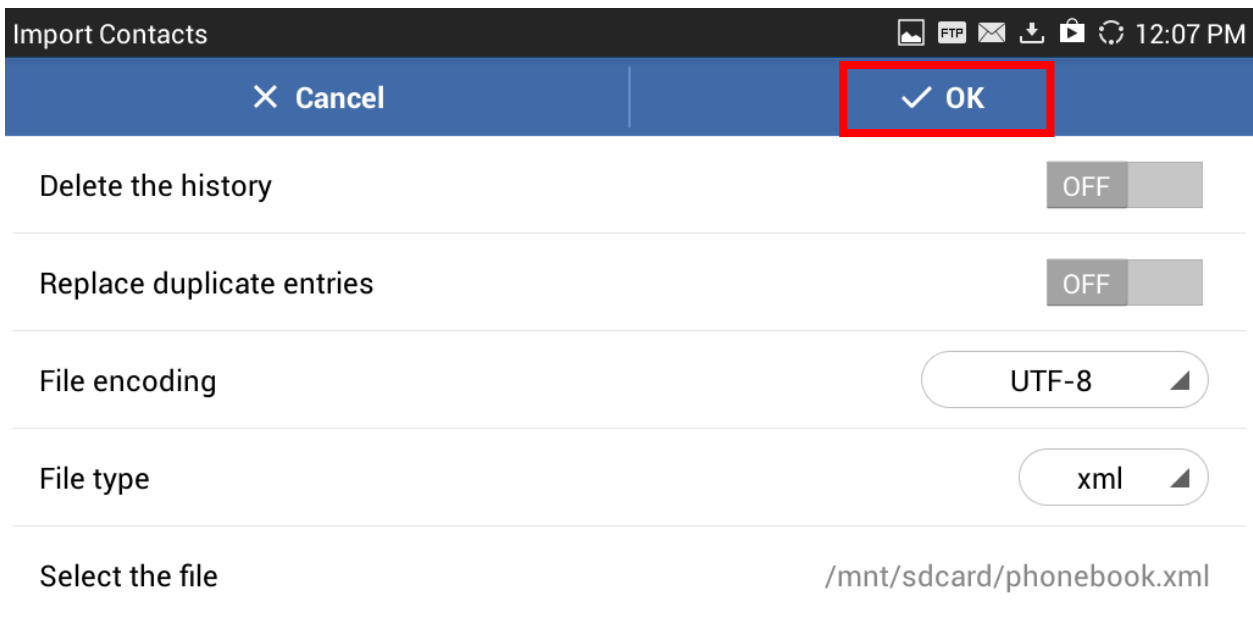 Import Contacts FTP 12:07 PM
Cancel OK
Delete the history OFF
Replace duplicate entries OFF
File encoding UTF-8
File type xml
Select the file /mnt/sdcard/phonebook.xml